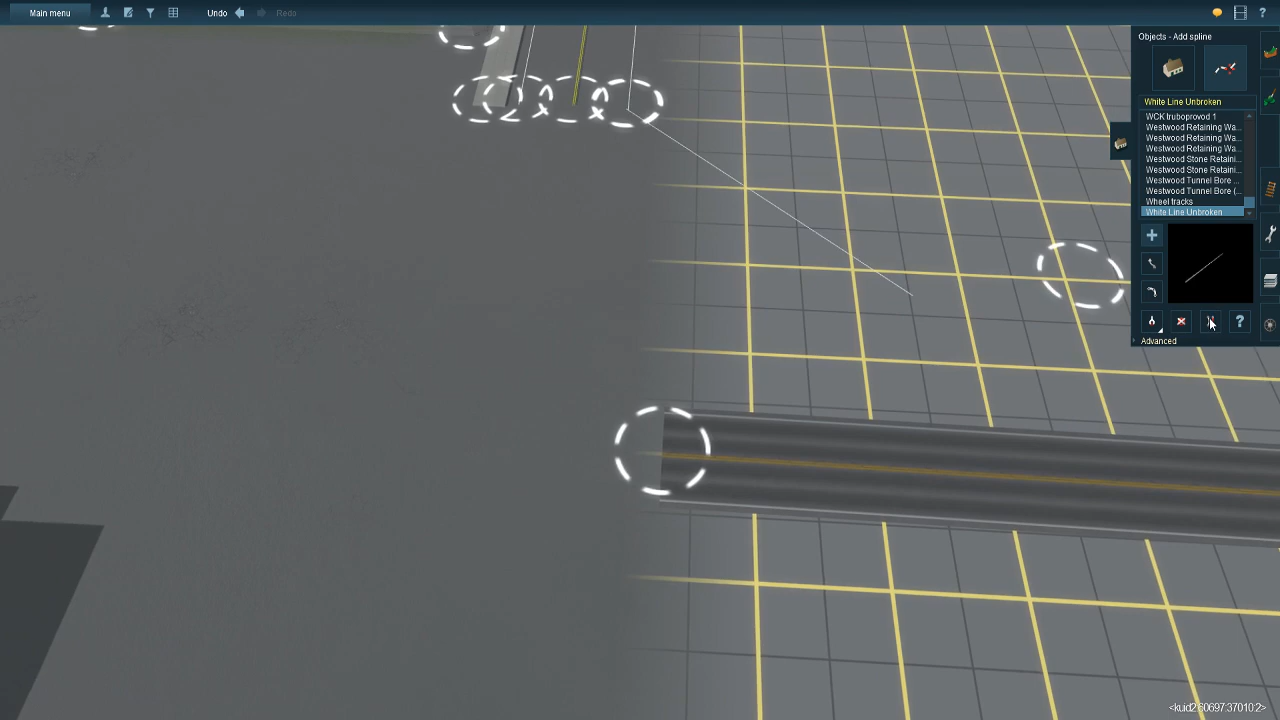 Main menu
Undo
Redo
Objects - Add spline
White Line Unbroken
WCK truboprovod 1
Westwood Retaining Wa...
Westwood Retaining Wa...
Westwood Retaining Wa...
Westwood Stone Retaini...
Westwood Stone Retaini...
Westwood Tunnel Bore ...
Westwood Tunnel Bore (...
Wheel tracks
White Line Unbroken
Advanced
<kuid2:60697:37010:2>